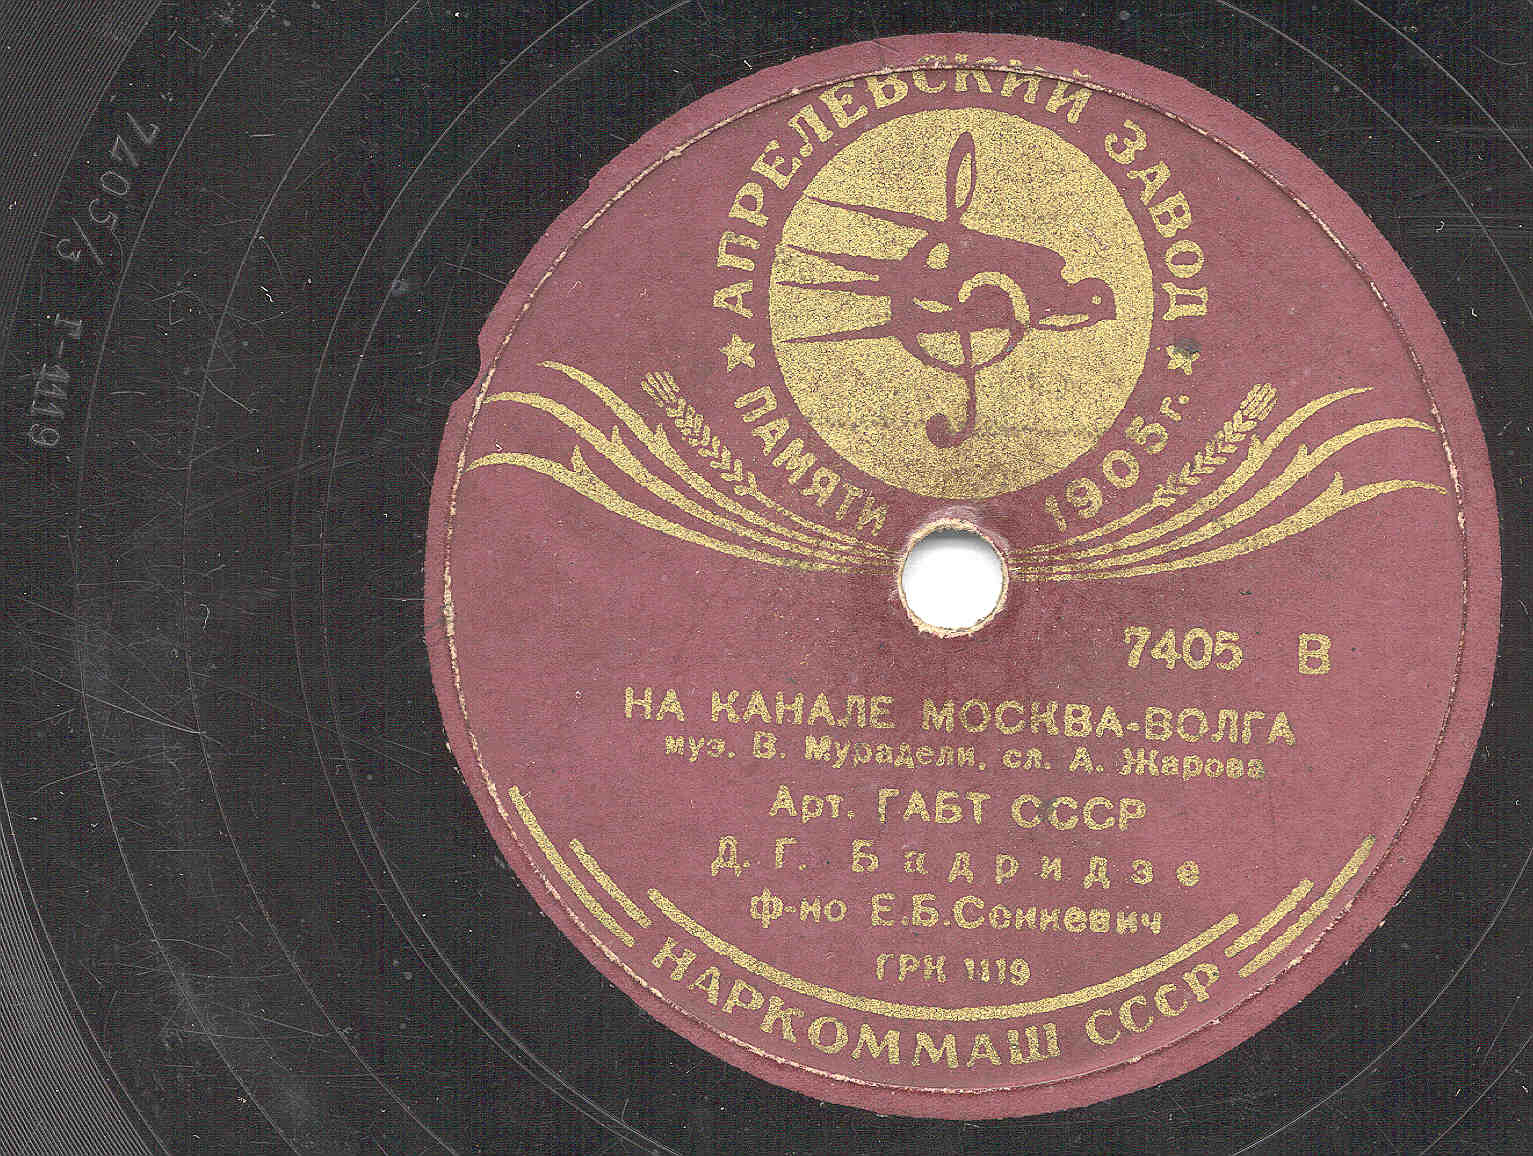 АПРЕЛЕВСКИЙ ЗАВОД
ПАМЯТИ 1905 г.
7405 В
НА КАНАЛЕ МОСКВА-ВОЛГА
муз. В. Мурадели, сл. А. Жарова
Арт. ГАБТ СССР
Д. Г. Бадридзе
ф-но Е.Б.Сонкевич
ГРК 1119
НАРКОММАШ СССР
7405/3 Г-1119